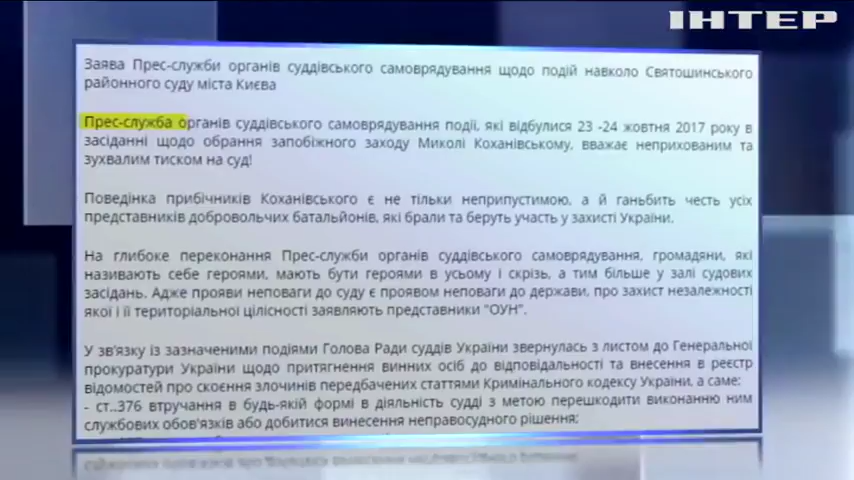 ІНТЕР
Заява Прес-служби органів суддівського самоврядування щодо подій навколо Святошинського
районного суду міста Києва
Прес-служба органів суддівського самоврядування події, які відбулися 23 -24 жовтня 2017 року в
засіданні щодо обрання запобіжного заходу Миколі Коханівському, вважає неприхованим та
зухвалим тиском на суд!
Поведінка прибічників Коханівського є не тільки неприпустимою, а й ганьбить честь усіх
представників добровольчих батальйонів, які брали та беруть участь у захисті України.
На глибоке переконання Прес-служби органів суддівського самоврядування, громадяни, які
називають себе героями, мають бути героями в усьому і скрізь, а тим більше у залі судових
засідань. Адже прояви неповаги до суду є проявом неповаги до держави, про захист незалежності
якої і її територіальної цілісності заявляють представники "ОУН".
У зв'язку із зазначеними подіями Голова Ради суддів України звернулась з листом до Генеральної
прокуратури України щодо притягнення винних осіб до відповідальності та внесення в реєстр
відомостей про скоєння злочинів передбачених статтями Кримінального кодексу України, а саме:
- ст..376 втручання в будь-якій формі в діяльність судді з метою перешкодити виконанню ним
службових обов'язків або добитися винесення неправосудного рішення;